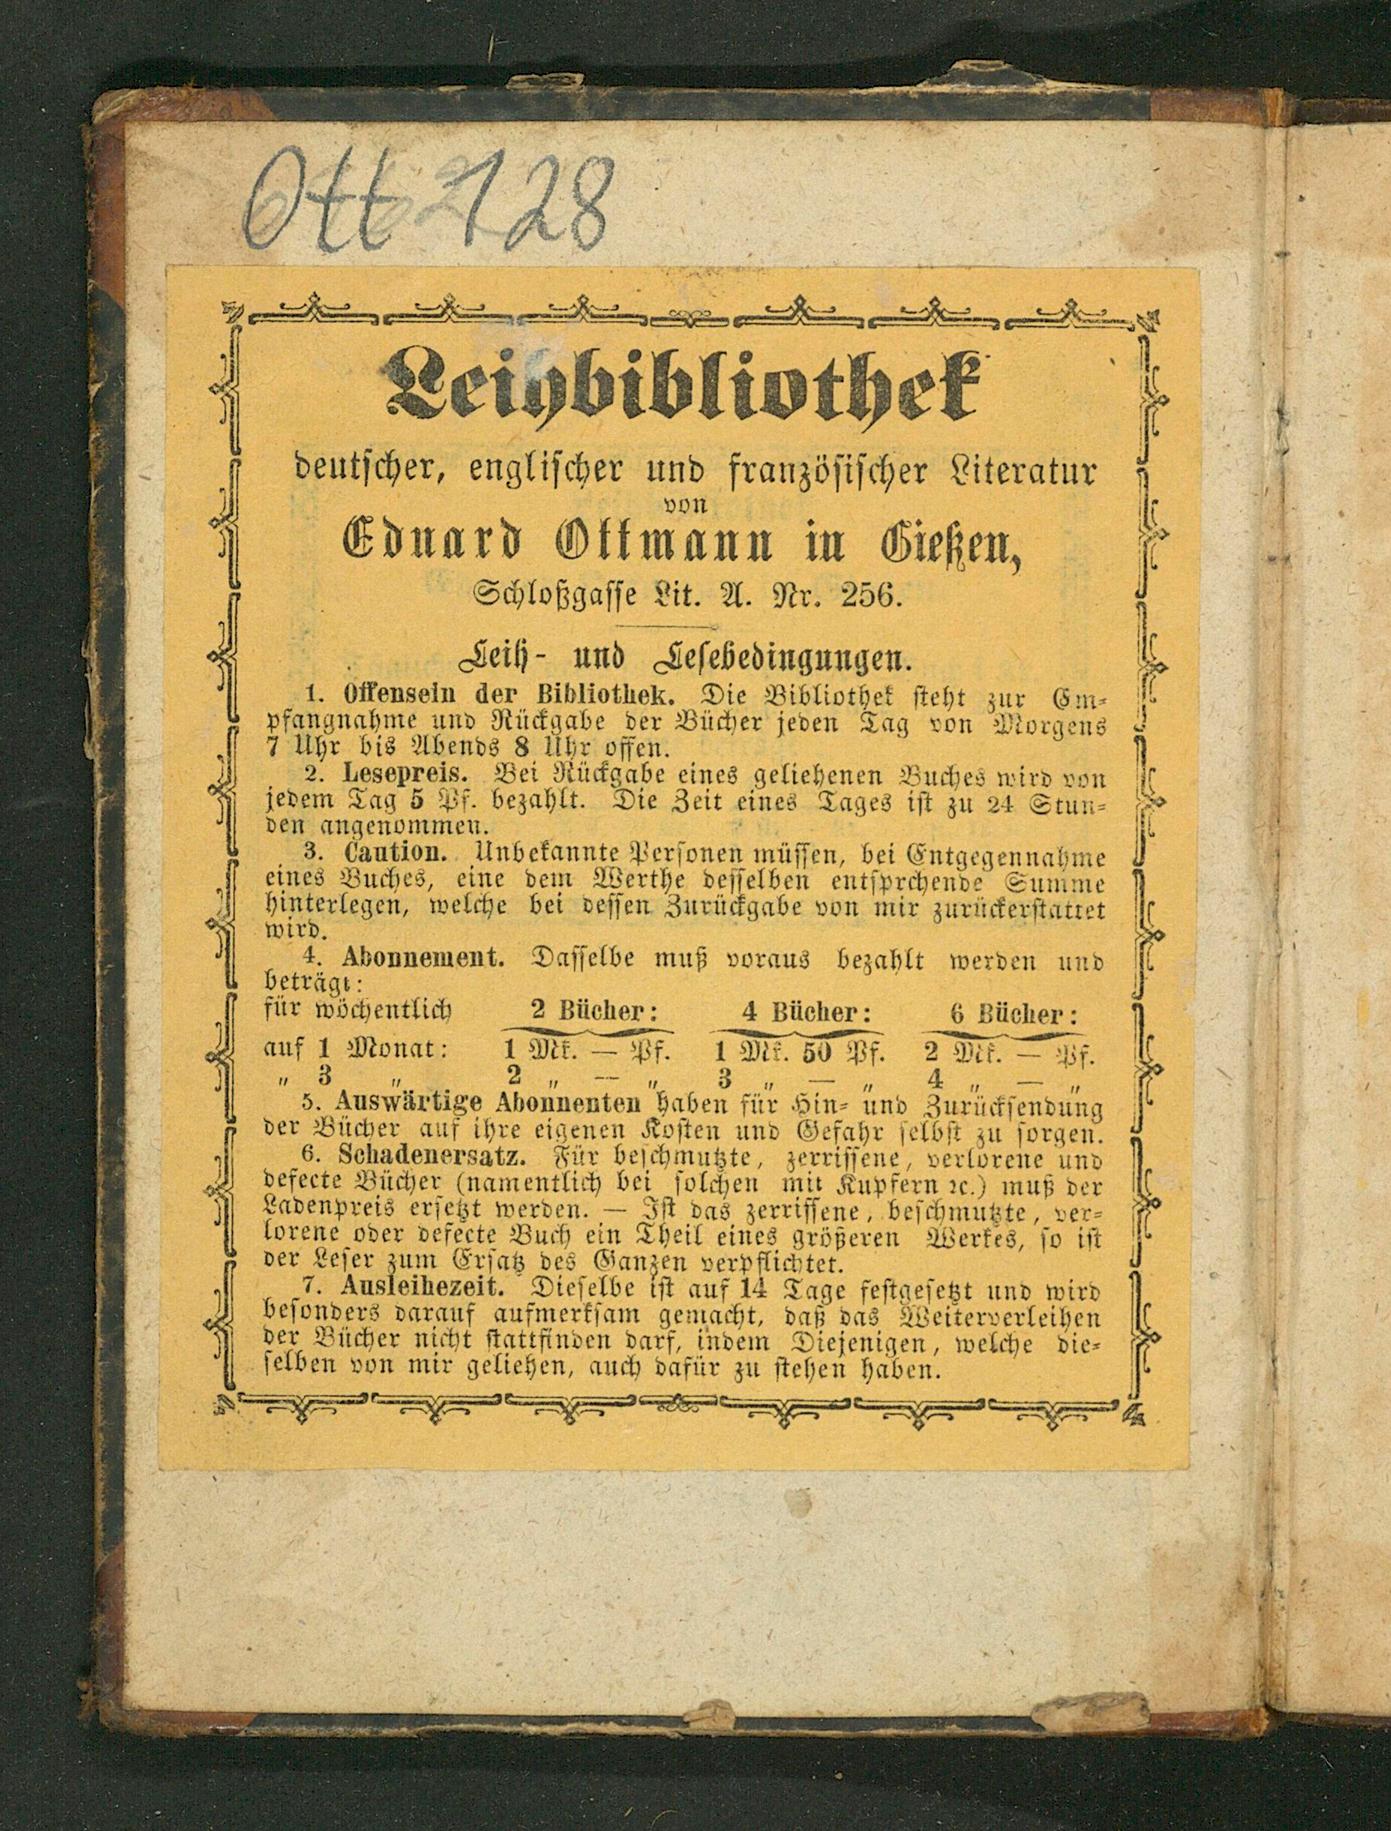 Ott 128
Leihbibliothek
deutscher, englischer und französischer Literatur
von
Eduard Ottmann in Gießen,
Schloßgasse Lit. A. Nr. 256.
Leih- und Lesebedingungen.
1. Offensein der Bibliothek. Die Bibliothek steht zur Em-
pfangnahme und Rückgabe der Bücher jeden Tag von Morgens
7 Uhr bis Abends 8 Uhr offen.
2. Lesepreis. Bei Rückgabe eines geliehenen Buches wird von
jedem Tag 5 Pf. bezahlt. Die Zeit eines Tages ist zu 24 Stun-
den angenommen.
3. Caution. Unbekannte Personen müssen, bei Entgegennahme
eines Buches, eine dem Werthe desselben entsprchende Summe
hinterlegen, welche bei dessen Zurückgabe von mir zurückerstattet
wird.
4. Abonnement. Dasselbe muß voraus bezahlt werden und
beträgt:
für wöchentlich 2 Bücher: 4 Bücher: 6 Bücher:
auf 1 Monat: 1 Mk. — Pf. 1 Mk. 50 Pf. 2 Mk. — Pf.
„ 3 „ 2 „ — „ 3 „ — „ 4 „ — „
5. Auswärtige Abonnenten haben für Hin- und Zurücksendung
der Bücher auf ihre eigenen Kosten und Gefahr selbst zu sorgen.
6. Schadenersatz. Für beschmutzte, zerrissene, verlorene und
defecte Bücher (namentlich bei solchen mit Kupfern ꝛc.) muß der
Ladenpreis ersetzt werden. — Ist das zerrissene, beschmutzte, ver-
lorene oder defecte Buch ein Theil eines größeren Werkes, so ist
der Leser zum Ersatz des Ganzen verpflichtet.
7. Ausleihezeit. Dieselbe ist auf 14 Tage festgesetzt und wird
besonders darauf aufmerksam gemacht, daß das Weiterverleihen
der Bücher nicht stattfinden darf, indem Diejenigen, welche die-
selben von mir geliehen, auch dafür zu stehen haben.